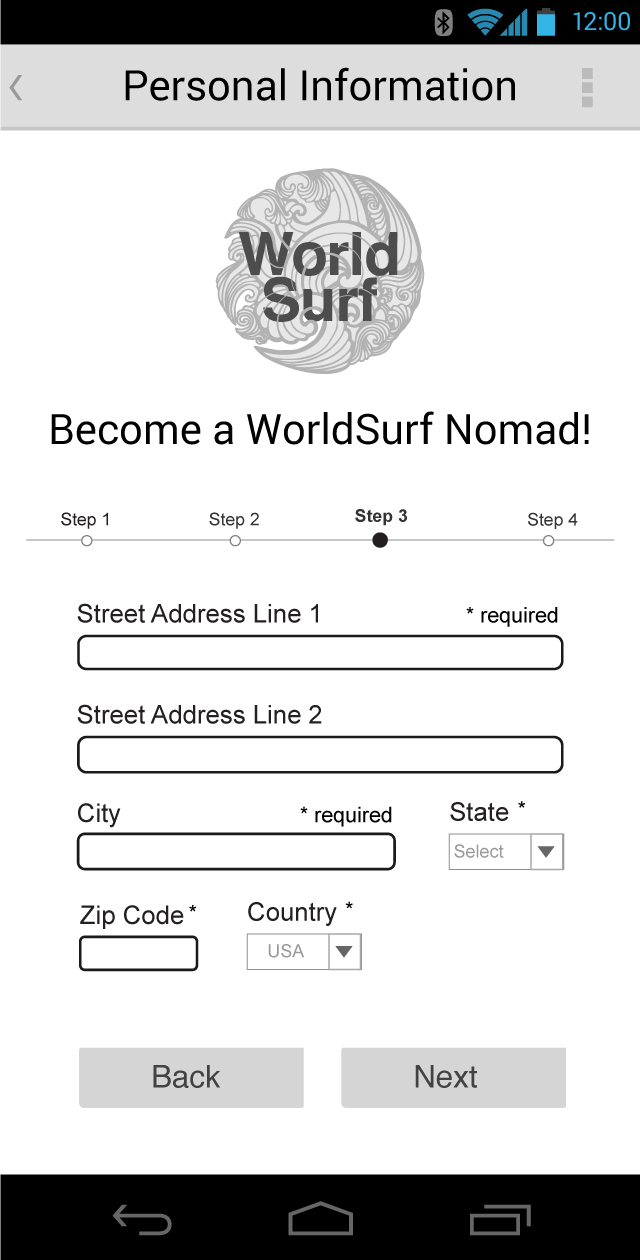 12:00
Personal Information
World
Surf
Become a WorldSurf Nomad!
Step 1 Step 2 Step 3 Step 4
Street Address Line 1 * required
Street Address Line 2
City * required State *
Select
Zip Code * Country *
USA
Back Next